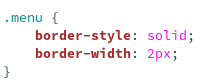 .menu {
    border-style: solid;
    border-width: 2px;
}